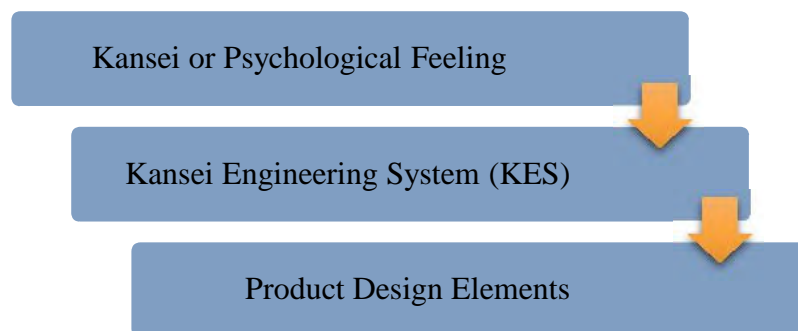 Kansei or Psychological Feeling
Kansei Engineering System (KES)
Product Design Elements